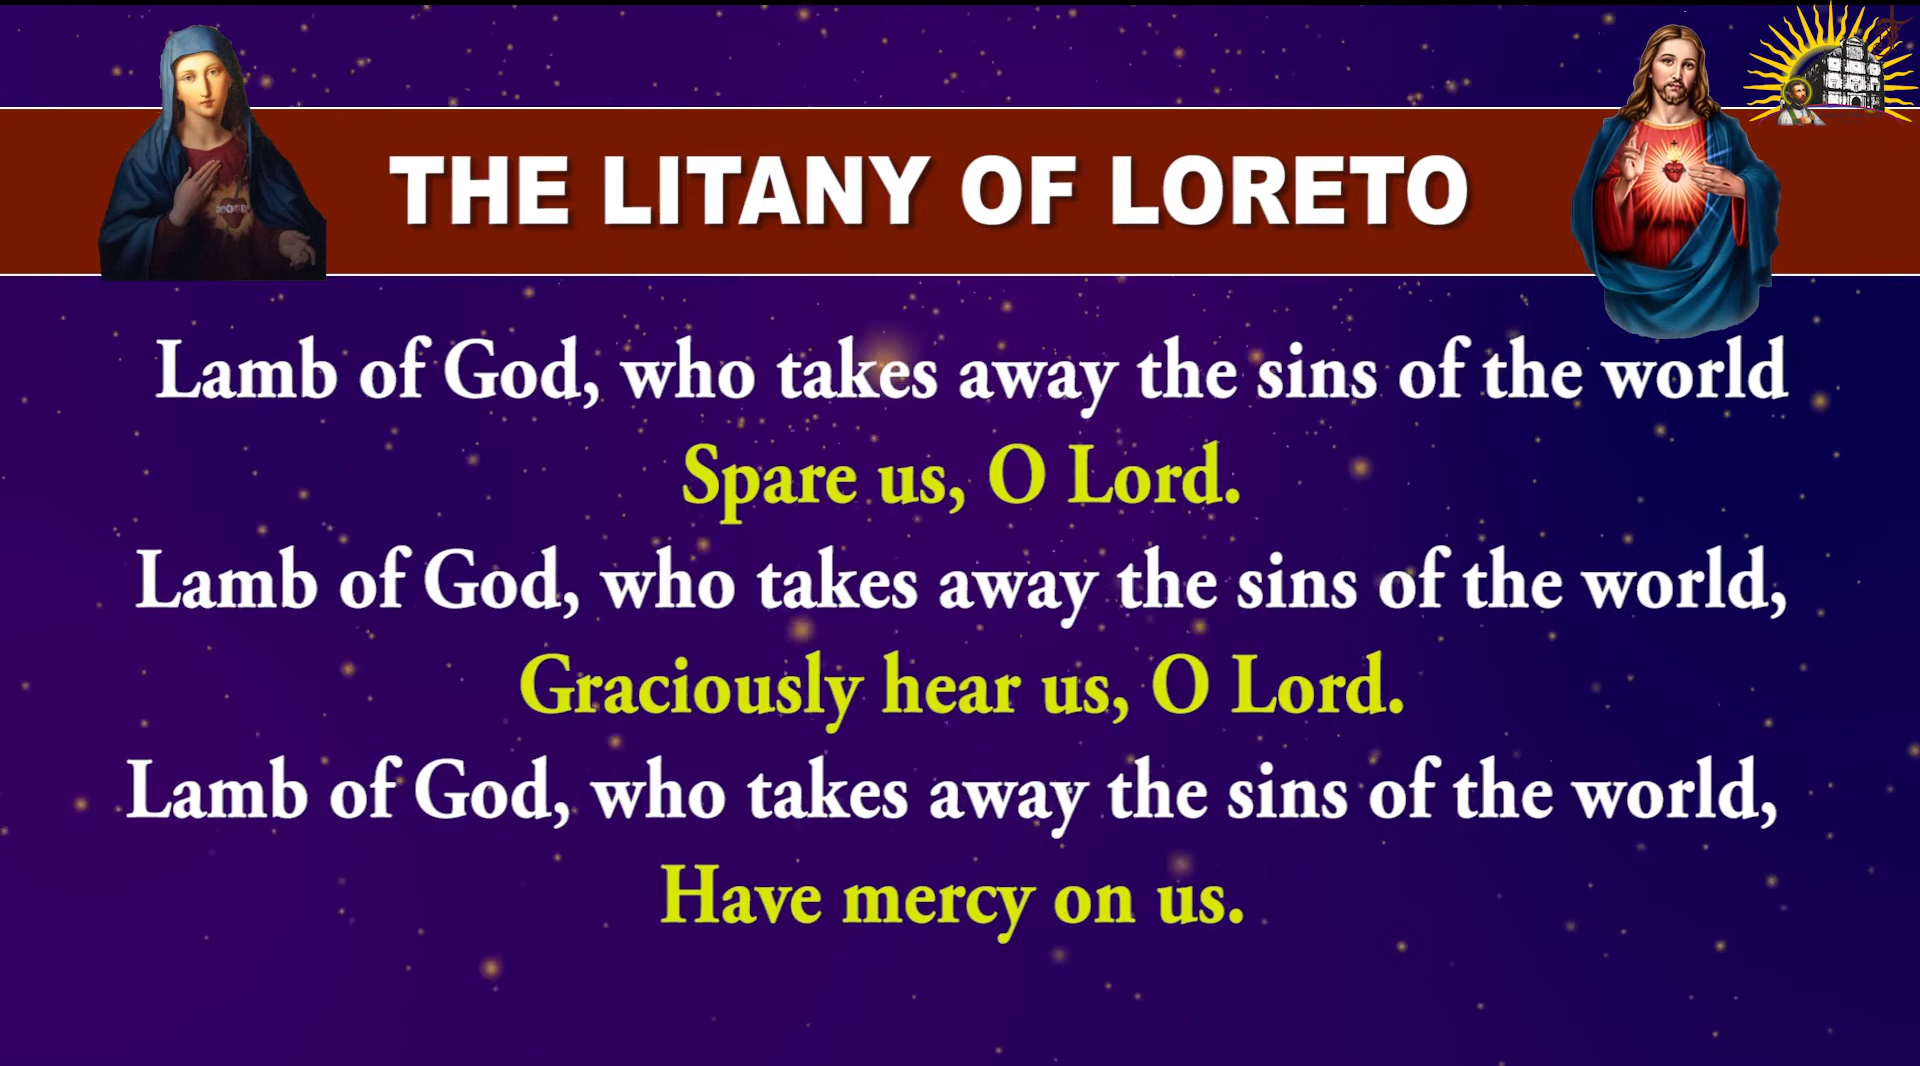 THE LITANY OF LORETO
Lamb of God, who takes away the sins of the world
Spare us, O Lord.
Lamb of God, who takes away the sins of the world,
Graciously hear us, O Lord.
Lamb of God, who takes away the sins of the world,
Have mercy on us.